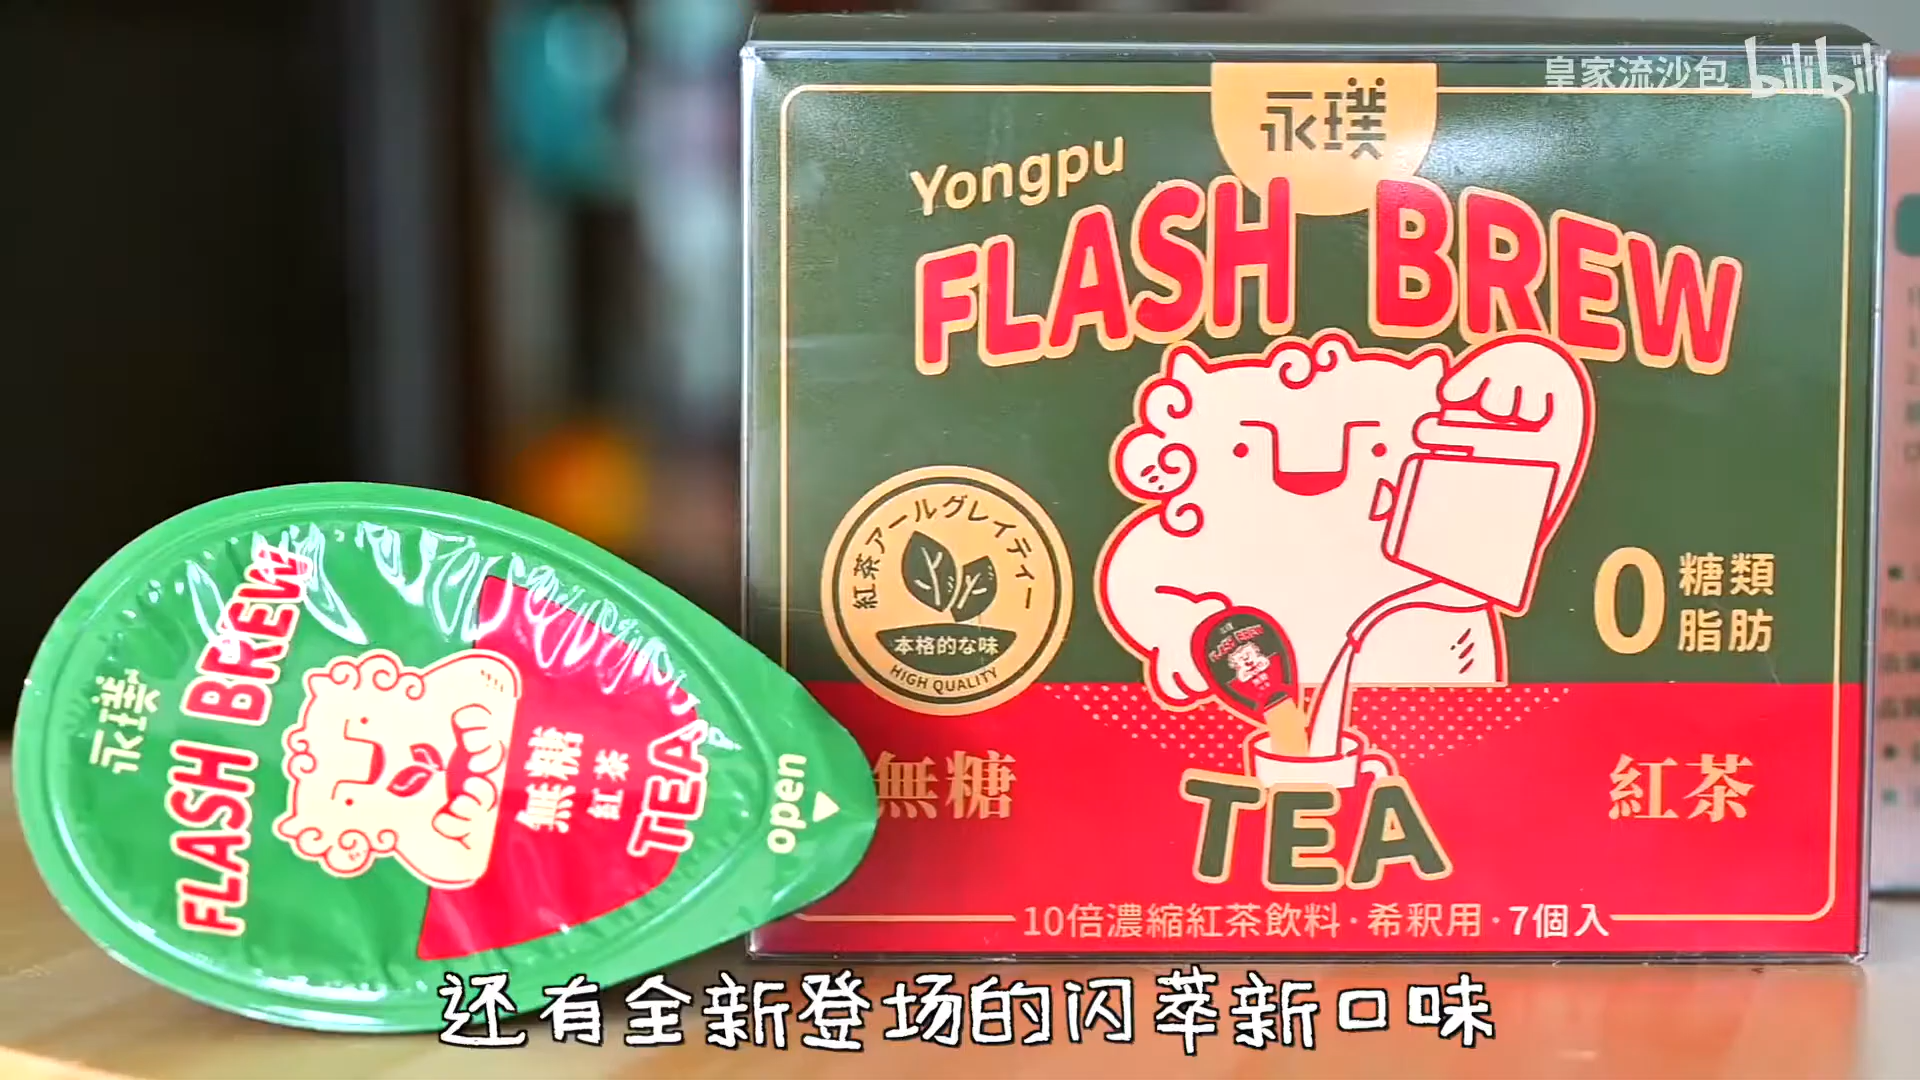 皇家流沙包 bilibili
永璞
Yongpu
FLASH BREW
紅茶アールグレイティー
本格的な味
HIGH QUALITY
0 糖類
脂肪
無糖
紅茶
TEA
10倍濃縮紅茶飲料·希釈用·7個入
永璞
FLASH BREW
無糖
紅茶
TEA
open
还有全新登场的闪萃新口味